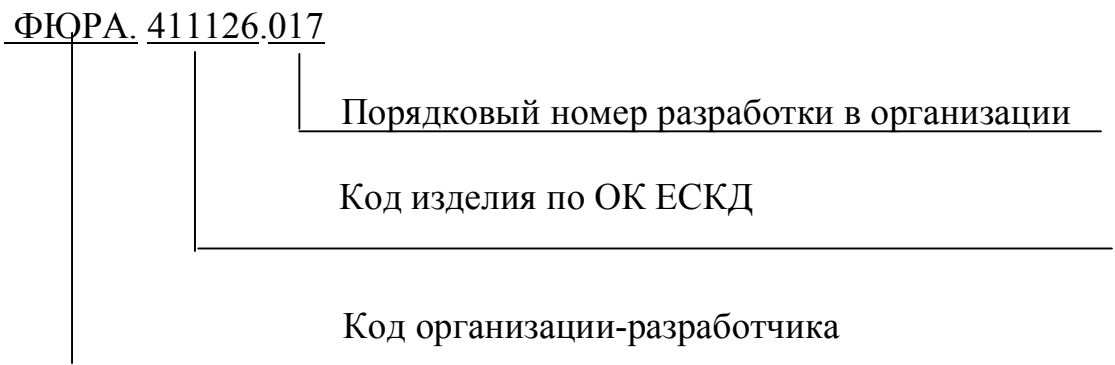 ФЮРА. 411126.017
Порядковый номер разработки в организации
Код изделия по ОК ЕСКД
Код организации-разработчика